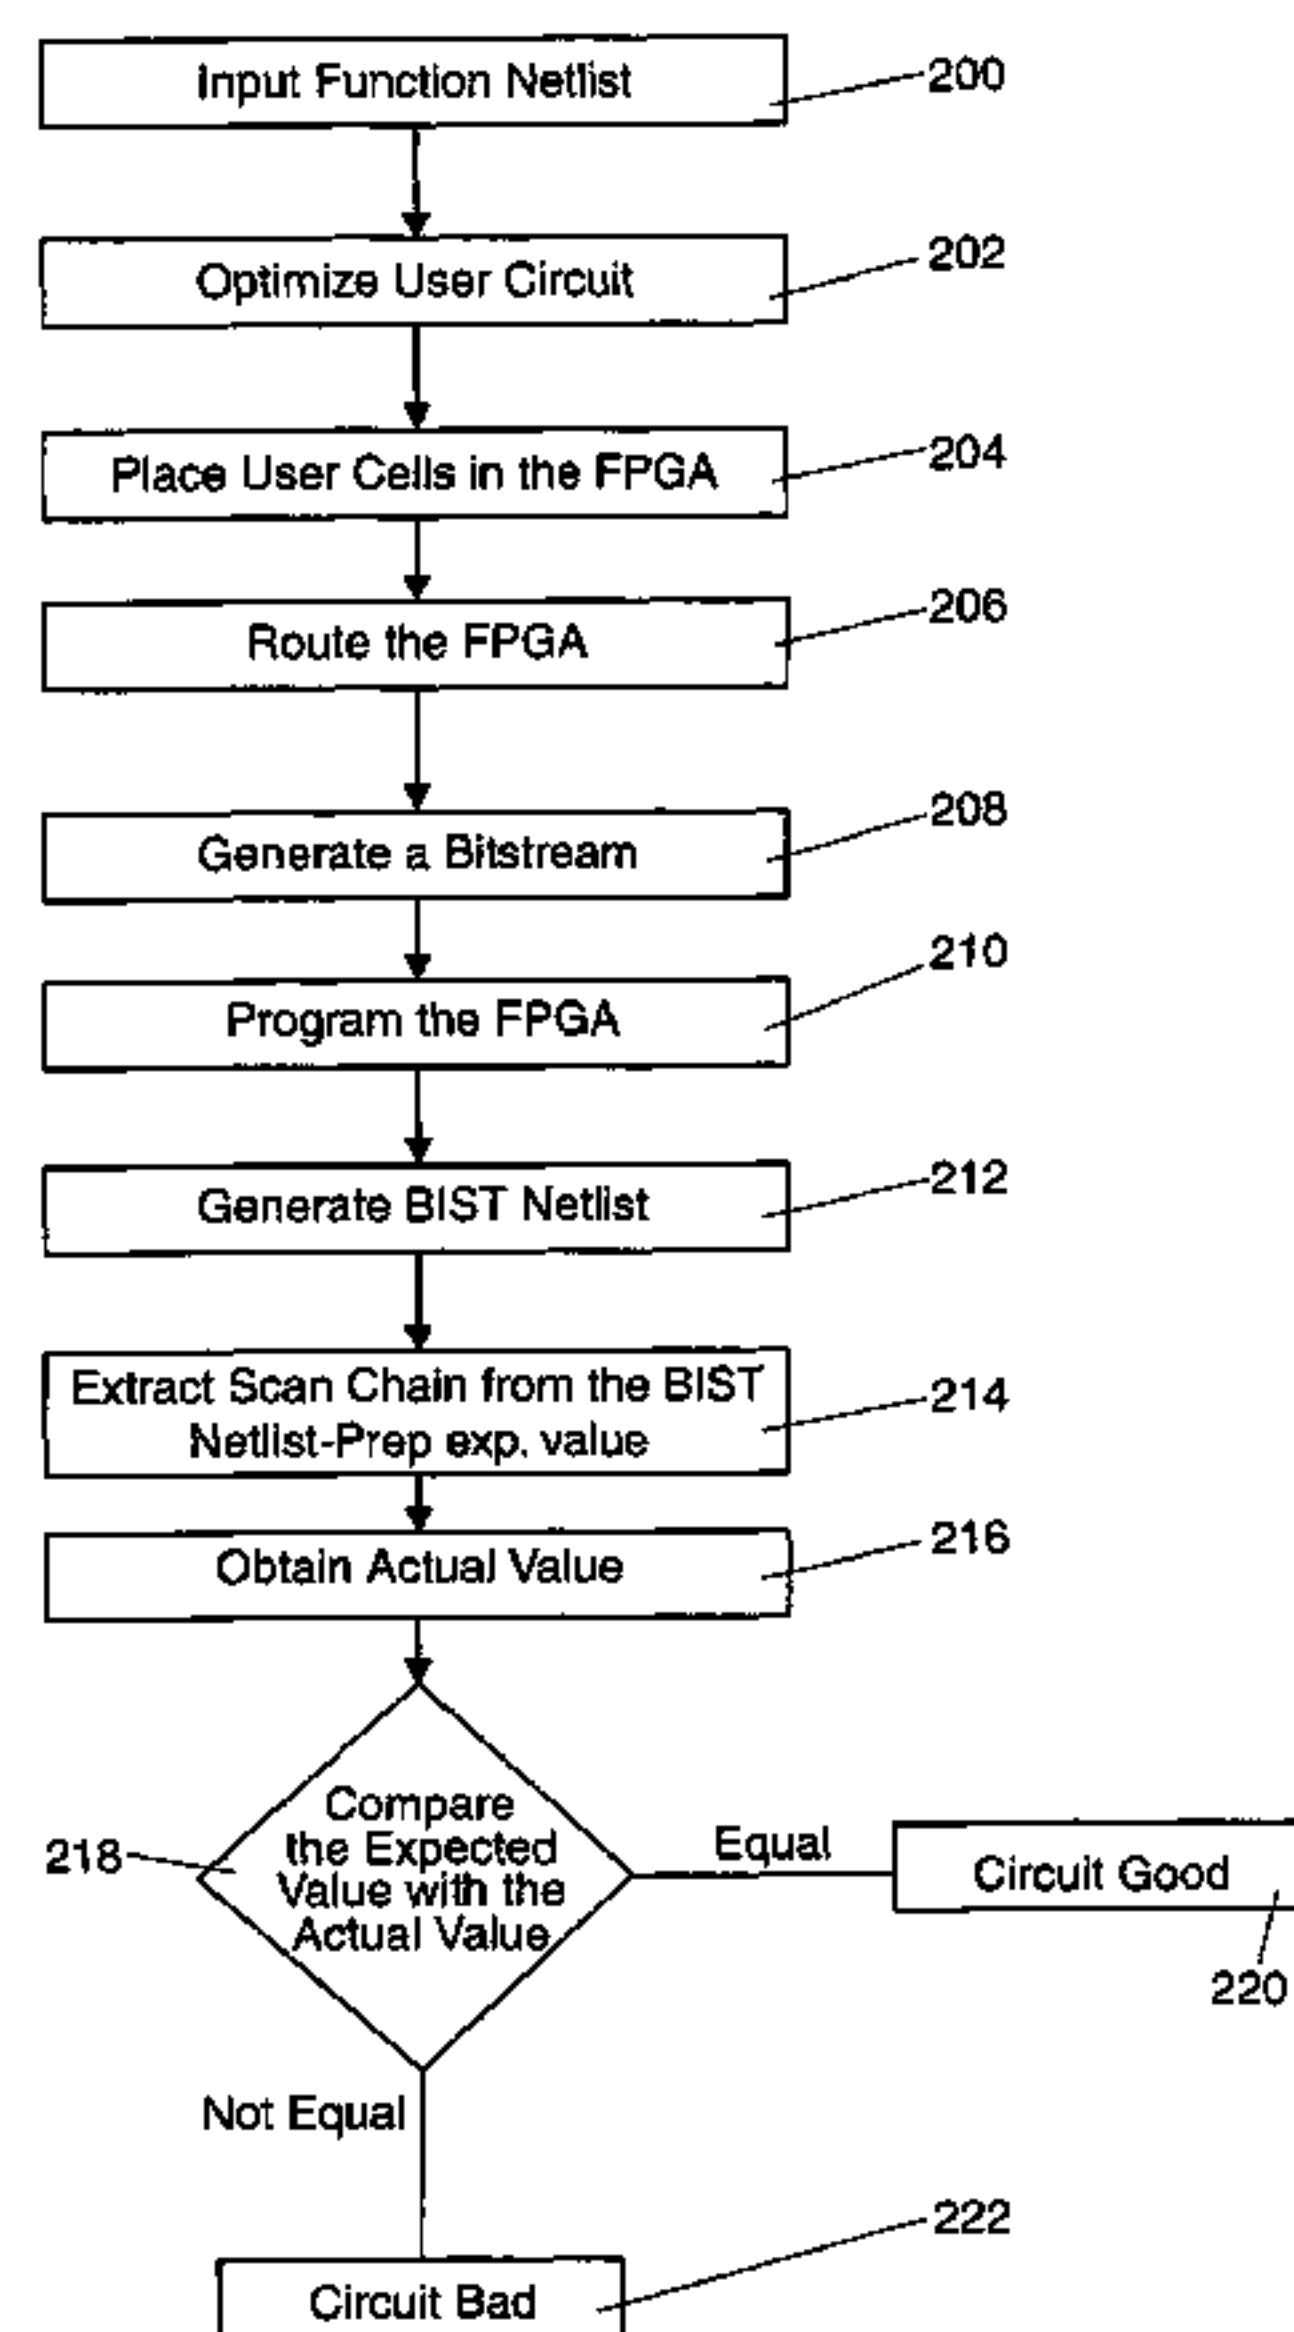 Input Function Netlist
200
Optimize User Circuit
202
Place User Cells in the FPGA
204
Route the FPGA
206
Generate a Bitstream
208
Program the FPGA
210
Generate BIST Netlist
212
Extract Scan Chain from the BIST
Netlist-Prep exp. value
214
Obtain Actual Value
216
Compare
the Expected
Value with the
Actual Value
218
Equal
Circuit Good
220
Not Equal
222
Circuit Bad